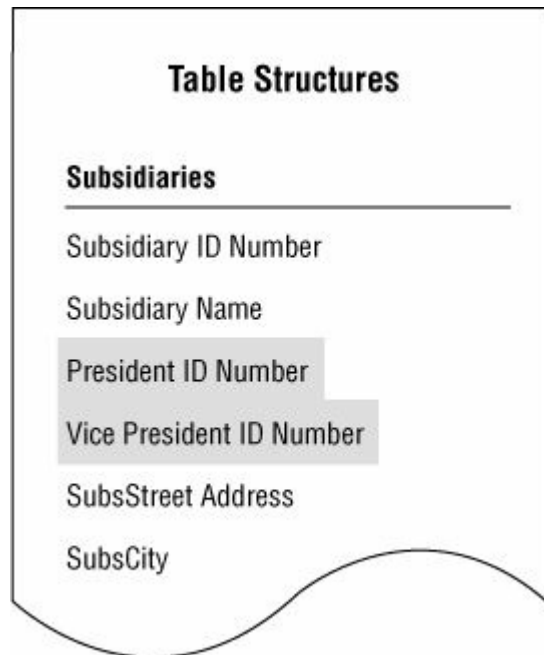 Table Structures
Subsidiaries
Subsidiary ID Number
Subsidiary Name
President ID Number
Vice President ID Number
SubsStreet Address
SubsCity